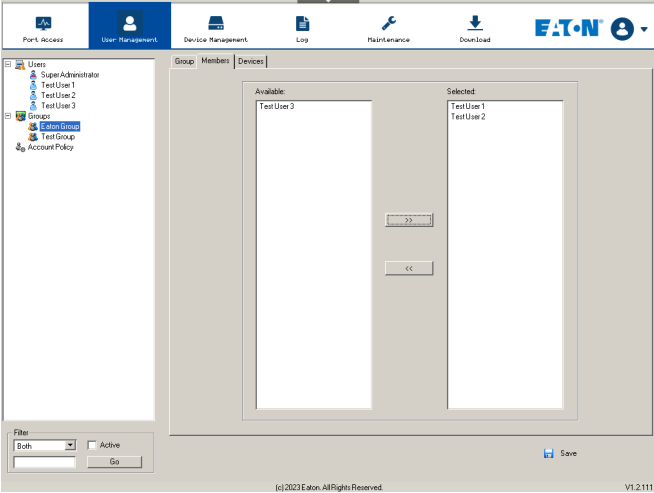 Port Access
User Management
Device Management
Log
Maintenance
Download
EATON
Users
Super Administrator
Test User 1
Test User 2
Test User 3
Groups
Eaton Group
Test Group
Account Policy
Group
Members
Devices
Available:
Test User 3
Selected:
Test User 1
Test User 2
>>
<<
Filter
Both
Active
Go
Save
(c) 2023 Eaton. All Rights Reserved.
V1.2.111